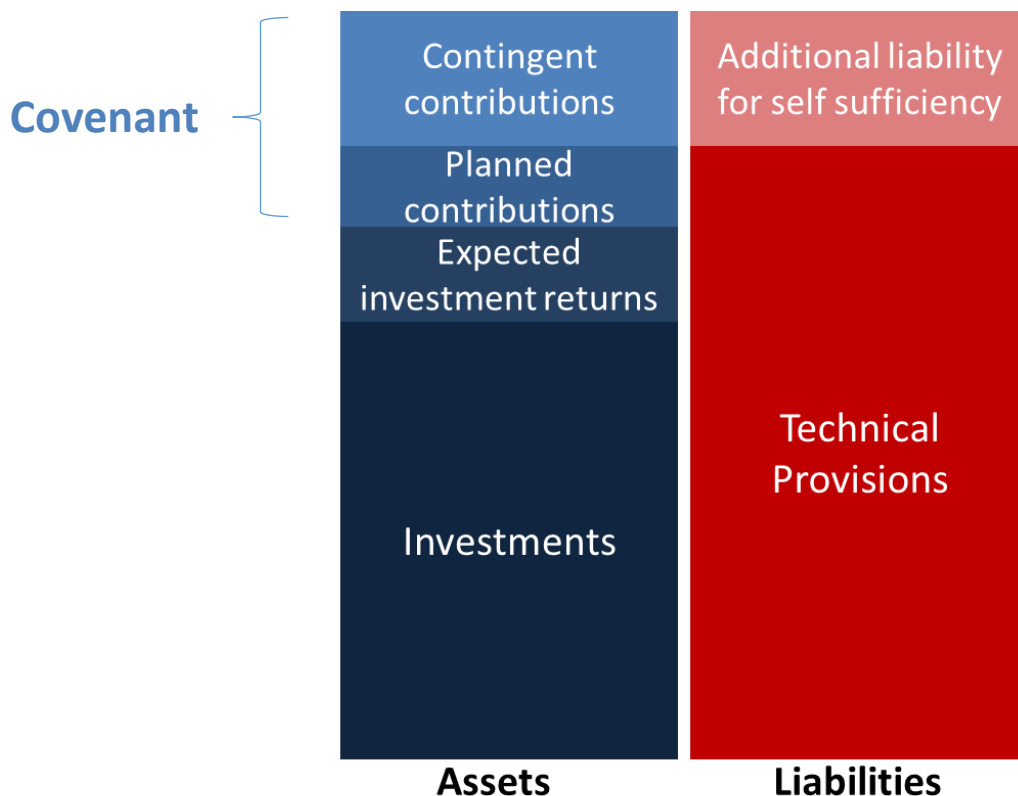 Covenant
Contingent
contributions
Planned
contributions
Expected
investment returns
Investments
Assets
Additional liability
for self sufficiency
Technical
Provisions
Liabilities